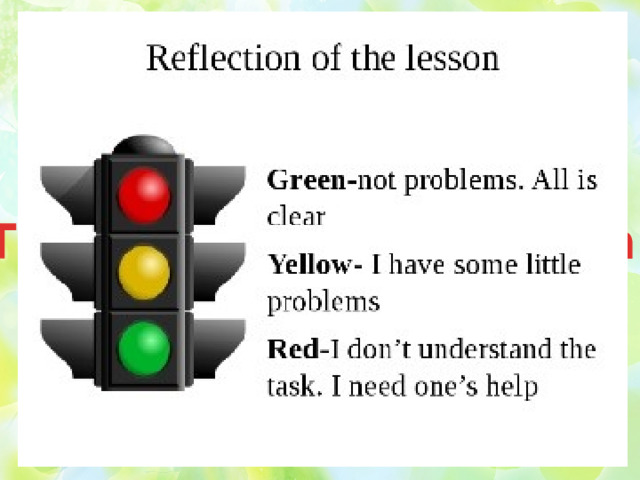 Reflection of the lesson
Green-not problems. All is
clear
Yellow- I have some little
problems
Red-I don’t understand the
task. I need one’s help